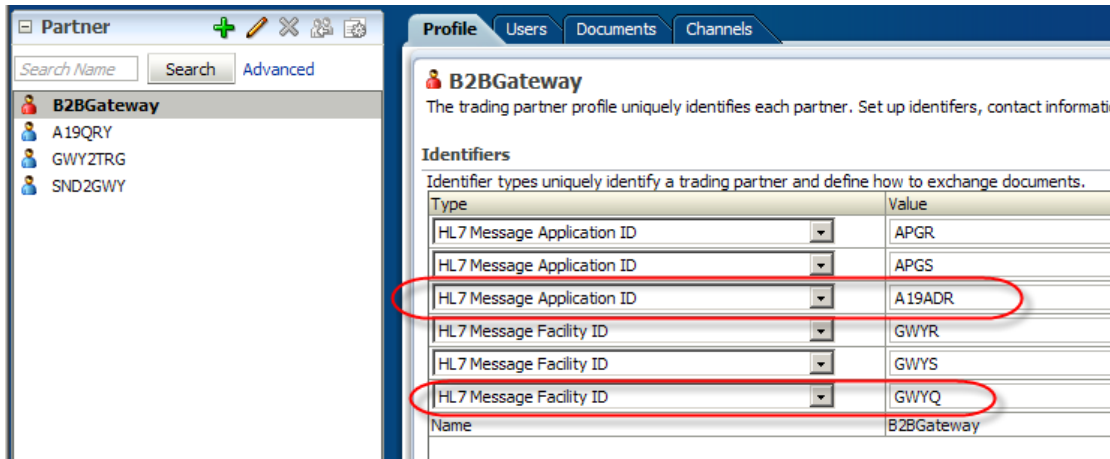 Partner
Search Name Search Advanced
B2BGateway
A19QRY
GWY2TRG
SND2GWY
Profile Users Documents Channels
B2BGateway
The trading partner profile uniquely identifies each partner. Set up identifers, contact informati
Identifiers
Identifier types uniquely identify a trading partner and define how to exchange documents.
Type Value
HL7 Message Application ID APGR
HL7 Message Application ID APGS
HL7 Message Application ID A19ADR
HL7 Message Facility ID GWYR
HL7 Message Facility ID GWYS
HL7 Message Facility ID GWYQ
Name B2BGateway